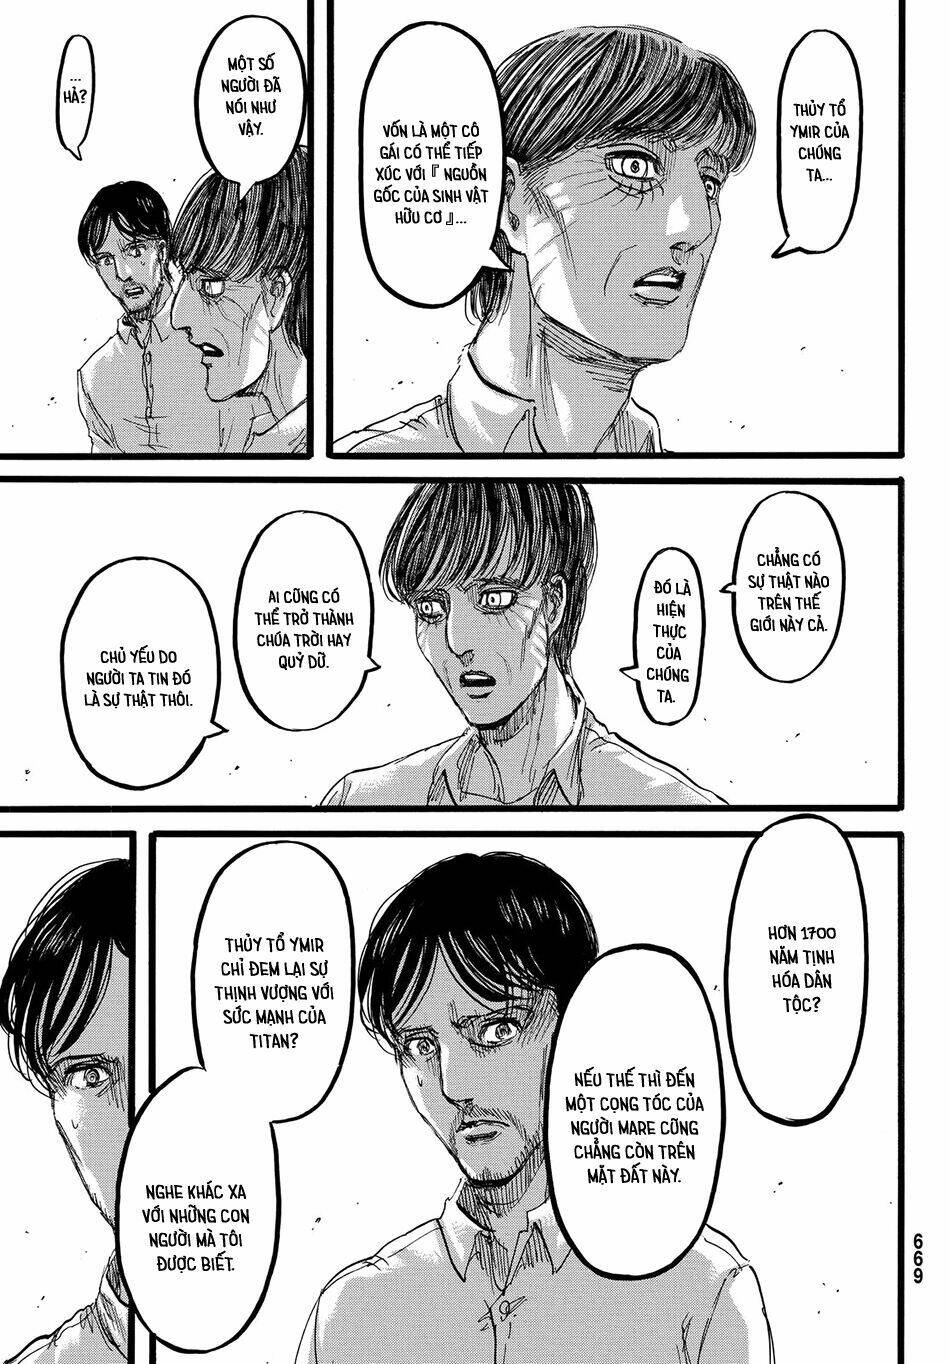 THỦY TỔ
YMIR CỦA
CHÚNG
TA...
VỐN LÀ MỘT CÔ
GÁI CÓ THỂ TIẾP
XÚC VỚI『 NGUỒN
GỐC CỦA SINH VẬT
HỮU CƠ 』...
MỘT SỐ
NGƯỜI ĐÃ
NÓI NHƯ
VẬY.
...
HẢ?
CHẲNG CÓ
SỰ THẬT NÀO
TRÊN THẾ
GIỚI NÀY CẢ.
ĐÓ LÀ
HIỆN
THỰC
CỦA
CHÚNG
TA.
AI CŨNG CÓ
THỂ TRỞ THÀNH
CHÚA TRỜI HAY
QUỶ DỮ.
CHỦ YẾU DO
NGƯỜI TA TIN ĐÓ
LÀ SỰ THẬT THÔI.
HƠN 1700
NĂM TỊNH
HÓA DÂN
TỘC?
NẾU THẾ THÌ ĐẾN
MỘT CỌNG TÓC CỦA
NGƯỜI MARE CŨNG
CHẲNG CÒN TRÊN
MẶT ĐẤT NÀY.
THỦY TỔ YMIR
CHỈ ĐEM LẠI SỰ
THỊNH VƯỢNG VỚI
SỨC MẠNH CỦA
TITAN?
NGHE KHÁC XA
VỚI NHỮNG CON
NGƯỜI MÀ TÔI
ĐƯỢC BIẾT.
669